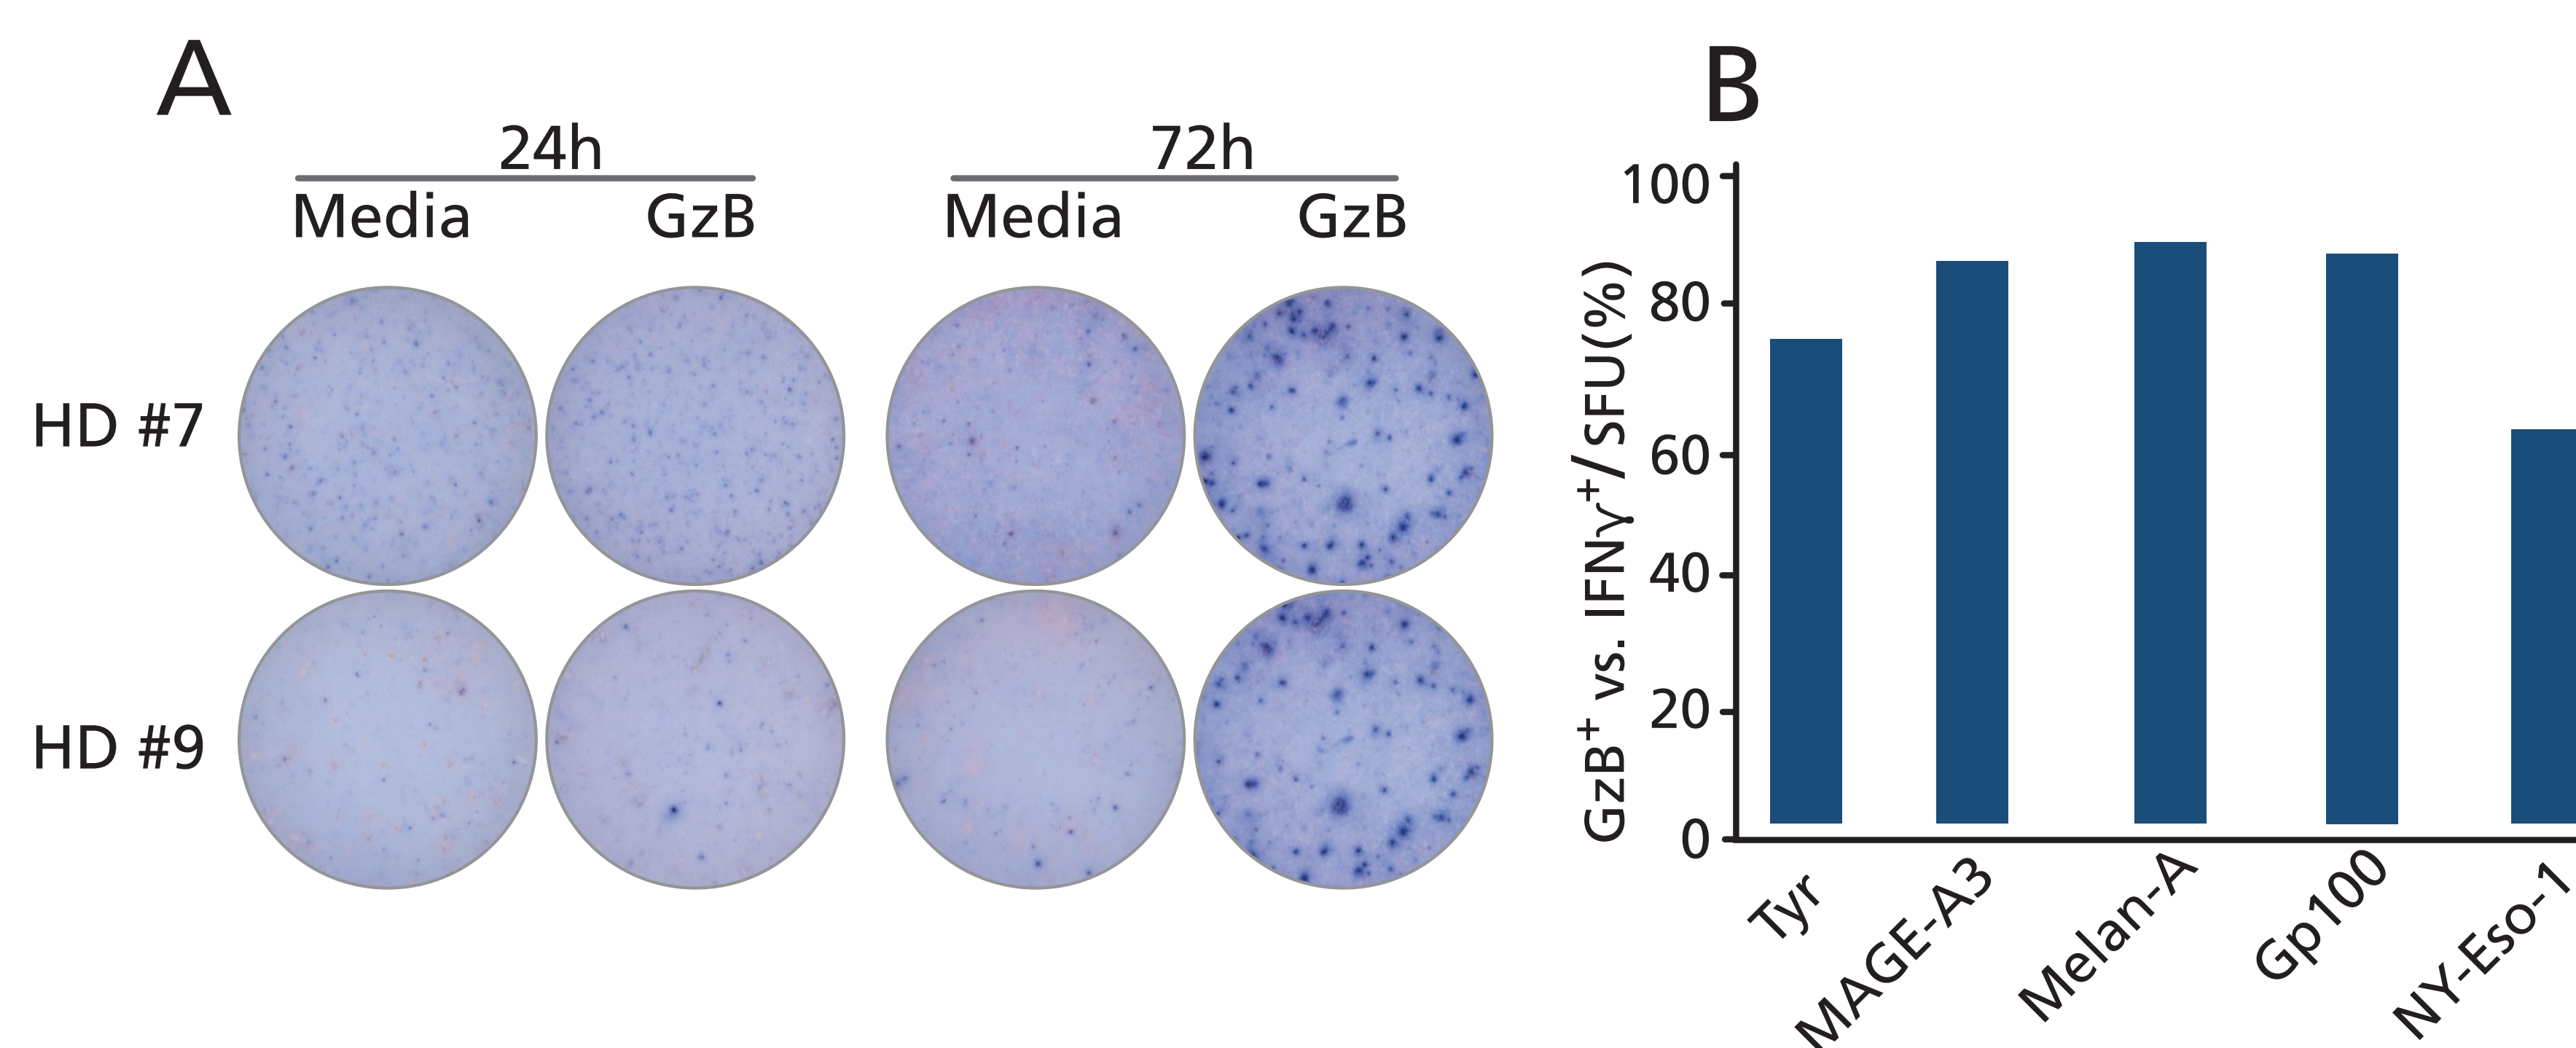 A
24h
72h
Media
GzB
Media
GzB
HD #7
HD #9
B
GzB+ vs. IFNγ+/SFU(%)
100
80
60
40
20
0
Tyr
MAGE-A3
Melan-A
Gp100
NY-Eso-1